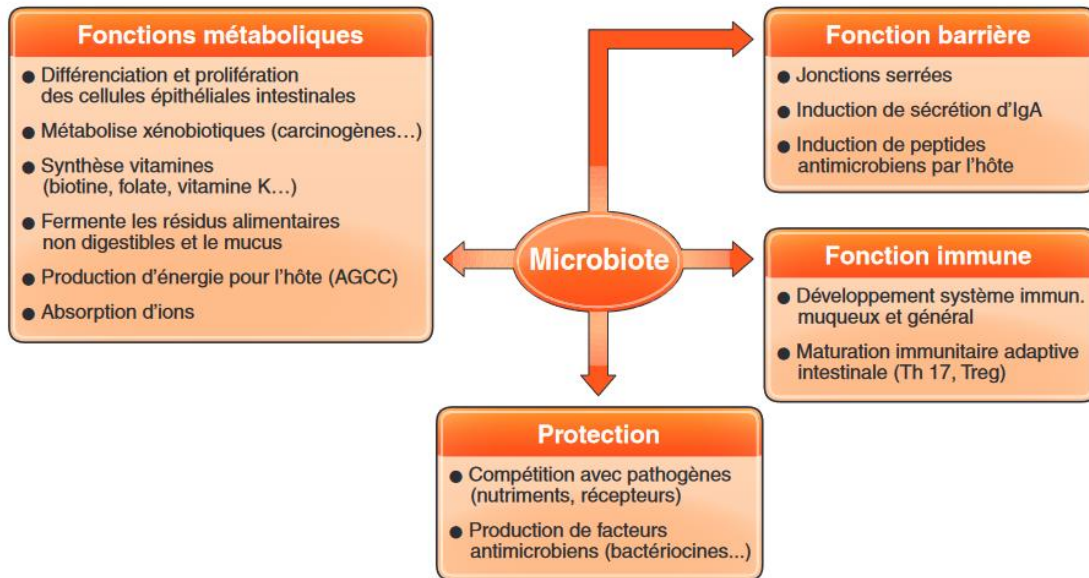 Fonctions métaboliques
● Différenciation et prolifération
des cellules épithéliales intestinales
● Métabolise xénobiotiques (carcinogènes…)
● Synthèse vitamines
(biotine, folate, vitamine K…)
● Fermente les résidus alimentaires
non digestibles et le mucus
● Production d’énergie pour l’hôte (AGCC)
● Absorption d’ions
Microbiote
Fonction barrière
● Jonctions serrées
● Induction de sécrétion d’IgA
● Induction de peptides
antimicrobiens par l’hôte
Fonction immune
● Développement système immun.
muqueux et général
● Maturation immunitaire adaptive
intestinale (Th 17, Treg)
Protection
● Compétition avec pathogènes
(nutriments, récepteurs)
● Production de facteurs
antimicrobiens (bactériocines...)